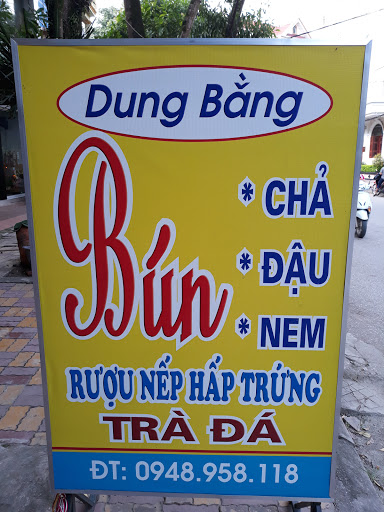 Dung Bằng
Bún
* CHẢ
* ĐẬU
* NEM
RƯỢU NẾP HẤP TRỨNG
TRÀ ĐÁ
ĐT: 0948.958.118